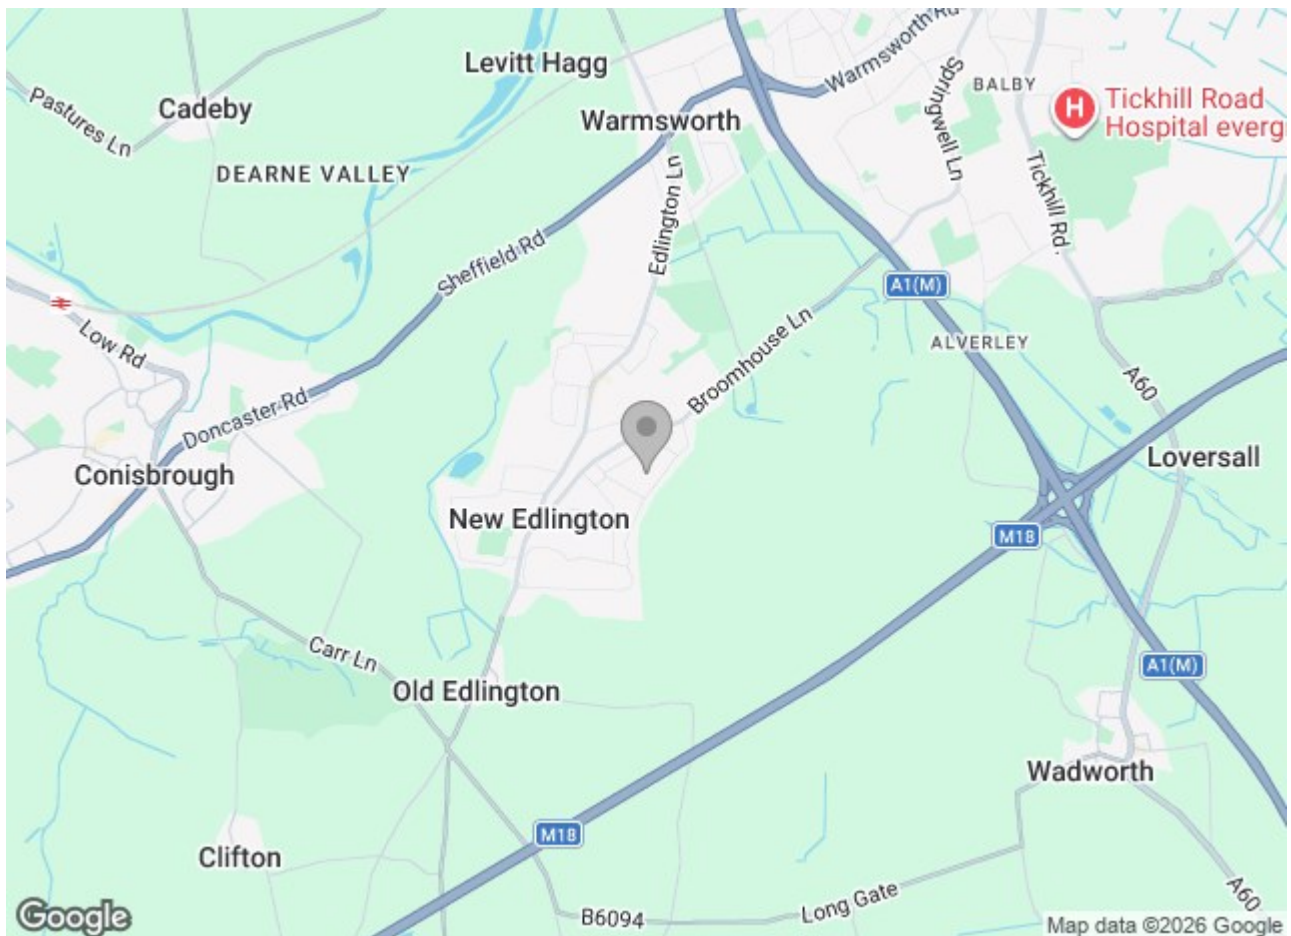 Levitt Hagg
Warmsworth Rd
Springwell Ln
BALBY
Tickhill Road
Hospital everg
Cadeby
Pastures Ln
Warmsworth
DEARNE VALLEY
Edlington Ln
Tickhill Rd.
Sheffield Rd
A1(M)
Low Rd
Broomhouse Ln
ALVERLEY
A60
Doncaster Rd
Conisbrough
Loversall
New Edlington
M18
Carr Ln
Old Edlington
A1(M)
Wadworth
M18
Clifton
Long Gate
A60
B6094
Google
Map data ©2026 Google